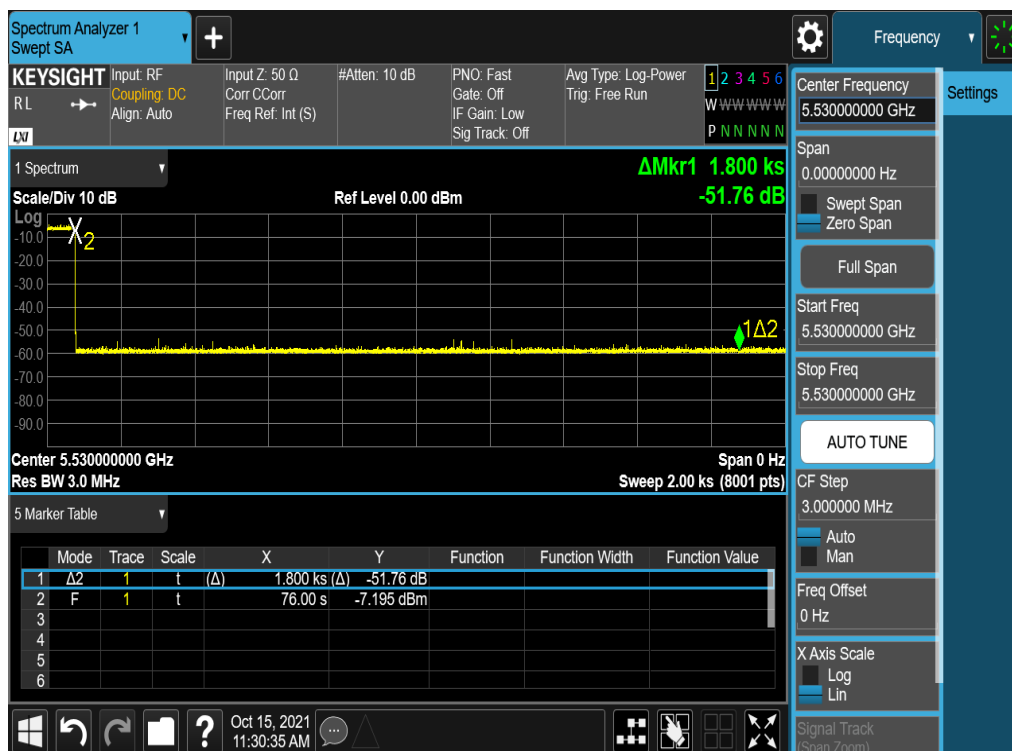 Spectrum Analyzer 1
Swept SA
Frequency
KEYSIGHT
R L
LXI
Input: RF
Coupling: DC
Align: Auto
Input Z: 50 Ω
Corr CCorr
Freq Ref: Int (S)
#Atten: 10 dB
PNO: Fast
Gate: Off
IF Gain: Low
Sig Track: Off
Avg Type: Log-Power
Trig: Free Run
1 2 3 4 5 6
W W W W W W
P N N N N N
1 Spectrum
ΔMkr1 1.800 ks
-51.76 dB
Scale/Div 10 dB
Ref Level 0.00 dBm
Log
-10.0
-20.0
-30.0
-40.0
-50.0
-60.0
-70.0
-80.0
-90.0
X2
1Δ2
Center 5.530000000 GHz
Span 0 Hz
Res BW 3.0 MHz
Sweep 2.00 ks (8001 pts)
5 Marker Table
Mode Trace Scale X Y Function Function Width Function Value
1 Δ2 1 t (Δ) 1.800 ks (Δ) -51.76 dB
2 F 1 t 76.00 s -7.195 dBm
3
4
5
6
Oct 15, 2021
11:30:35 AM
?
Settings
Center Frequency
5.530000000 GHz
Span
0.00000000 Hz
Swept Span
Zero Span
Full Span
Start Freq
5.530000000 GHz
Stop Freq
5.530000000 GHz
AUTO TUNE
CF Step
3.000000 MHz
Auto
Man
Freq Offset
0 Hz
X Axis Scale
Log
Lin
Signal Track
(Span Zoom)